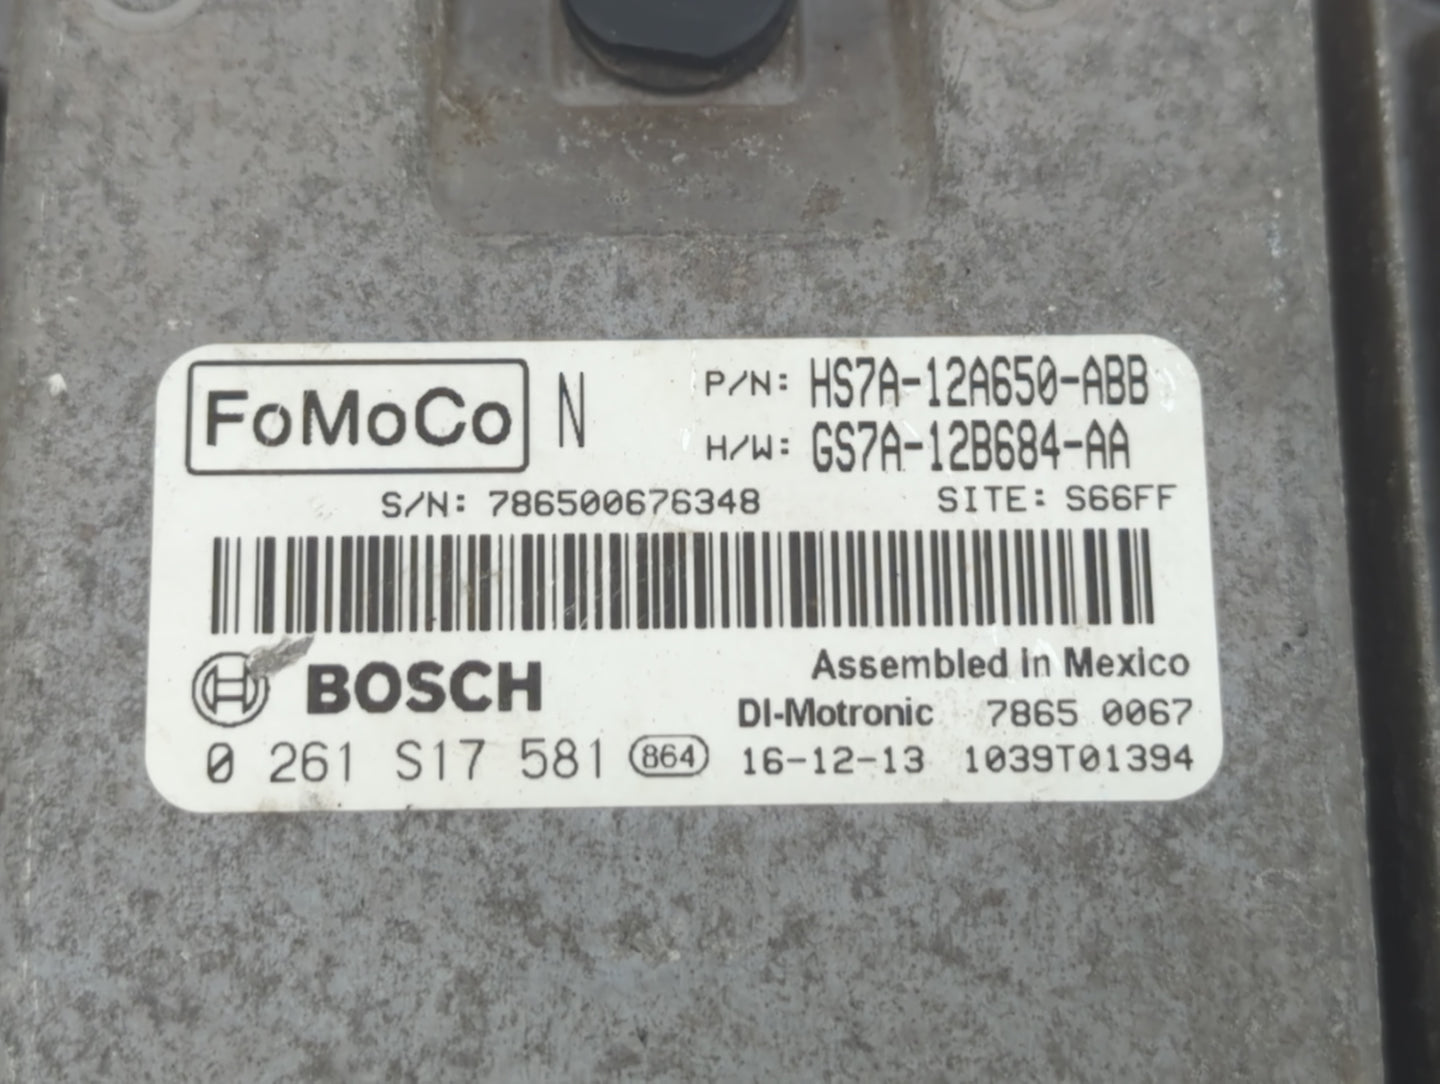 FoMoCo N P/N: HS7A-12A650-ABB
H/W: GS7A-12B684-AA
S/N: 786500676348 SITE: S66FF
BOSCH Assembled in Mexico
DI-Motronic 7865 0067
0 261 S17 581 864 16-12-13 1039T01394